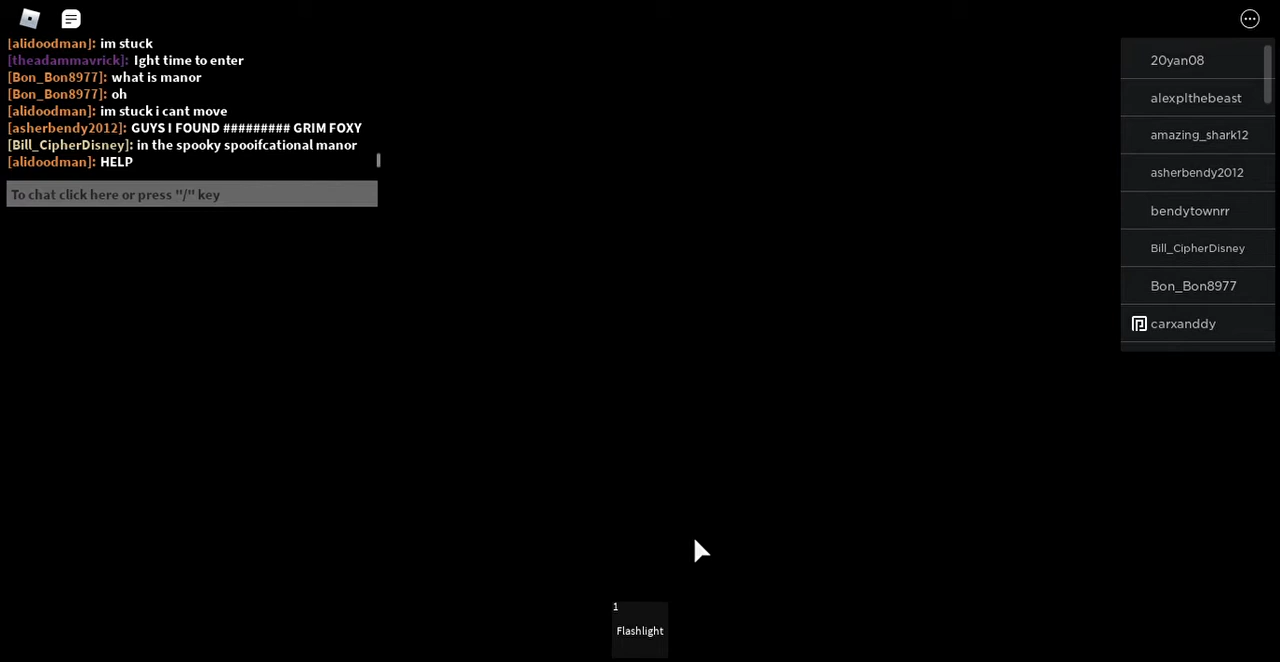 [alidoodman]: im stuck
[theadammavrick]: Ight time to enter
[Bon_Bon8977]: what is manor
[Bon_Bon8977]: oh
[alidoodman]: im stuck i cant move
[asherbendy2012]: GUYS I FOUND ######### GRIM FOXY
[Bill_CipherDisney]: in the spooky spooifcational manor
[alidoodman]: HELP
To chat click here or press "/" key
20yan08
alexplthebeast
amazing_shark12
asherbendy2012
bendytownrr
Bill_CipherDisney
Bon_Bon8977
carxanddy
1
Flashlight